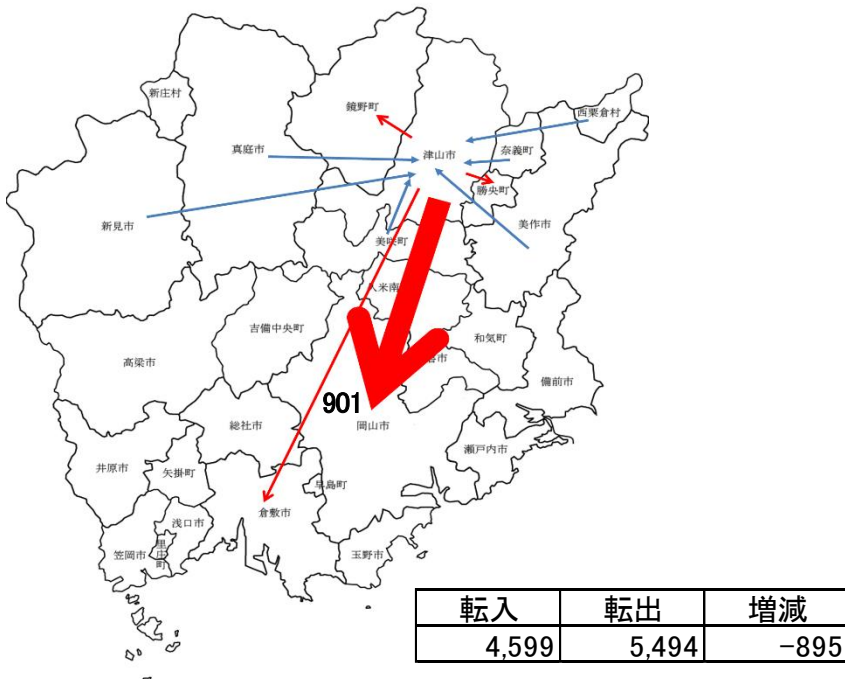 新庄村
鏡野町
西粟倉村
真庭市
津山市
奈義町
勝央町
新見市
美作市
美咲町
久米南
吉備中央町
和気町
高梁市
備前市
901
総社市
岡山市
瀬戸内市
井原市
矢掛町
早島町
倉敷市
浅口市
里庄町
笠岡市
玉野市
転入 転出 増減
4,599 5,494 -895